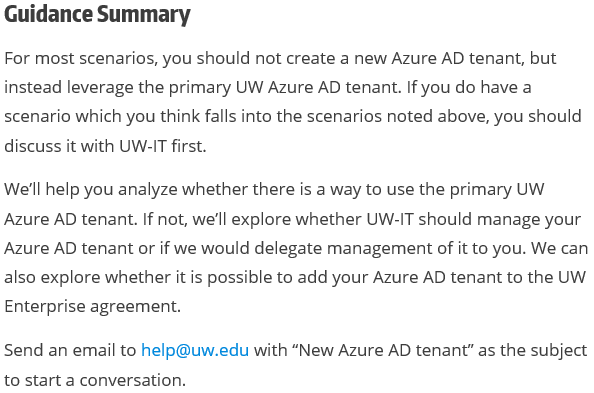 Guidance Summary
For most scenarios, you should not create a new Azure AD tenant, but
instead leverage the primary UW Azure AD tenant. If you do have a
scenario which you think falls into the scenarios noted above, you should
discuss it with UW-IT first.
We’ll help you analyze whether there is a way to use the primary UW
Azure AD tenant. If not, we’ll explore whether UW-IT should manage your
Azure AD tenant or if we would delegate management of it to you. We can
also explore whether it is possible to add your Azure AD tenant to the UW
Enterprise agreement.
Send an email to help@uw.edu with “New Azure AD tenant” as the subject
to start a conversation.